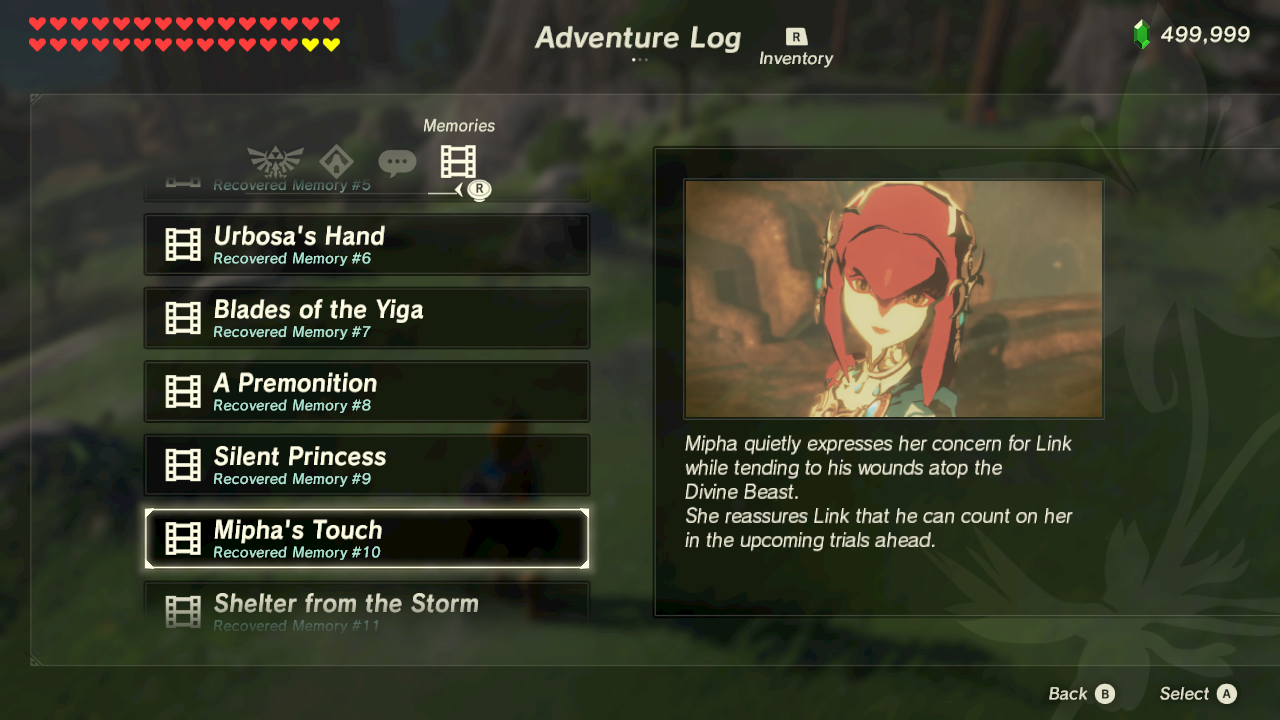 Adventure Log
R
Inventory
499,999
Memories
R
Recovered Memory #5
Urbosa's Hand
Recovered Memory #6
Blades of the Yiga
Recovered Memory #7
A Premonition
Recovered Memory #8
Silent Princess
Recovered Memory #9
Mipha's Touch
Recovered Memory #10
Shelter from the Storm
Recovered Memory #11
Mipha quietly expresses her concern for Link
while tending to his wounds atop the
Divine Beast.
She reassures Link that he can count on her
in the upcoming trials ahead.
Back B
Select A